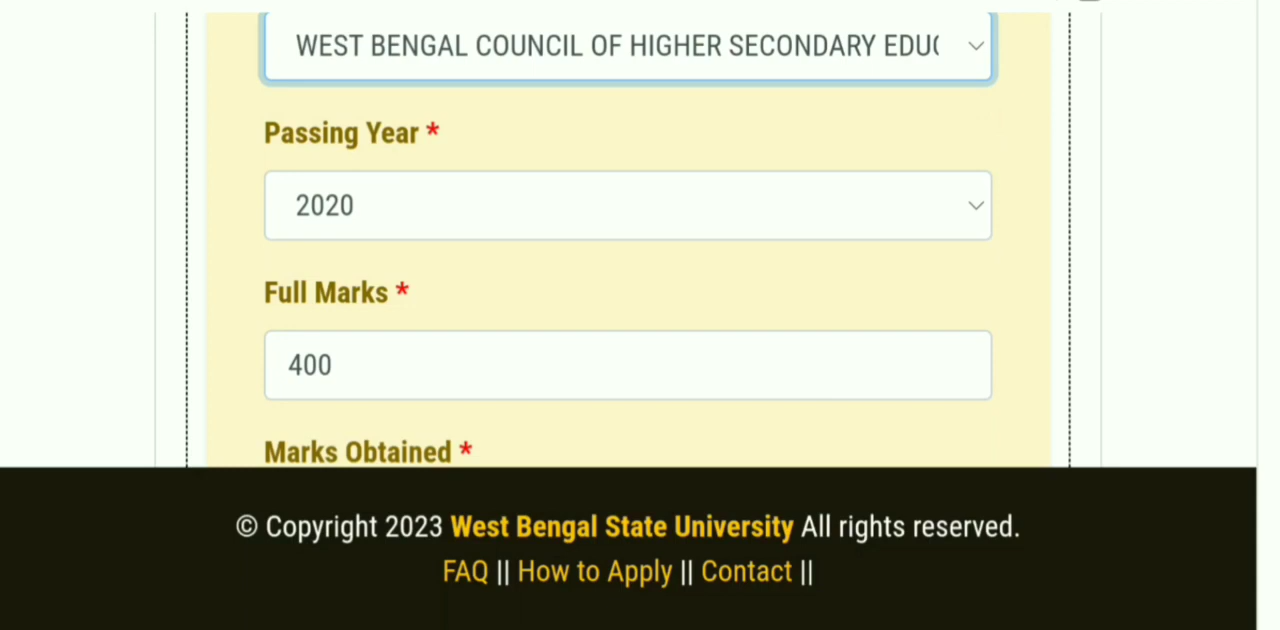 WEST BENGAL COUNCIL OF HIGHER SECONDARY
Passing Year *
2020
Full Marks *
400
Marks Obtained *
© Copyright 2023 West Bengal State University All rights reserved.
FAQ || How to Apply || Contact ||